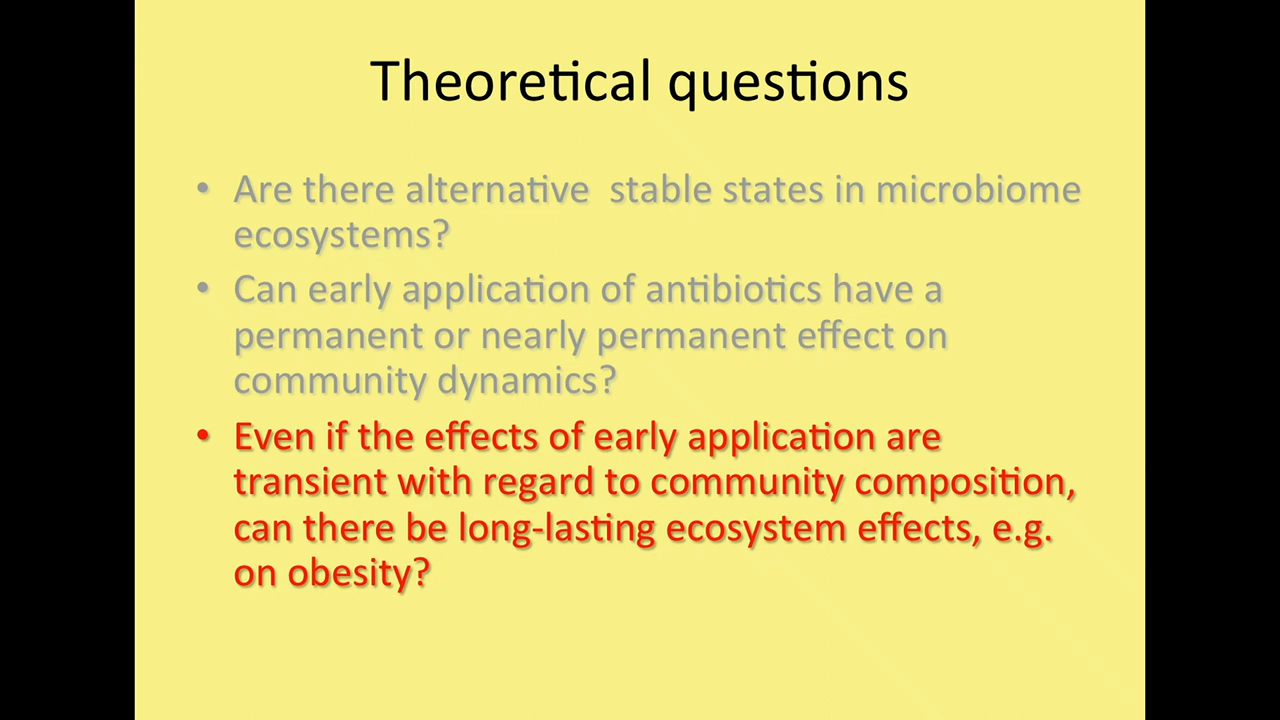 Theoretical questions
• Are there alternative  stable states in microbiome
ecosystems?
• Can early application of antibiotics have a
permanent or nearly permanent effect on
community dynamics?
• Even if the effects of early application are
transient with regard to community composition,
can there be long-lasting ecosystem effects, e.g.
on obesity?